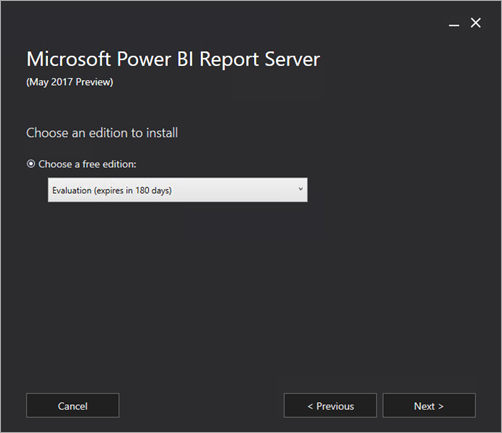 Microsoft Power BI Report Server
(May 2017 Preview)
Choose an edition to install
Choose a free edition:
Evaluation (expires in 180 days)
Cancel
< Previous
Next >